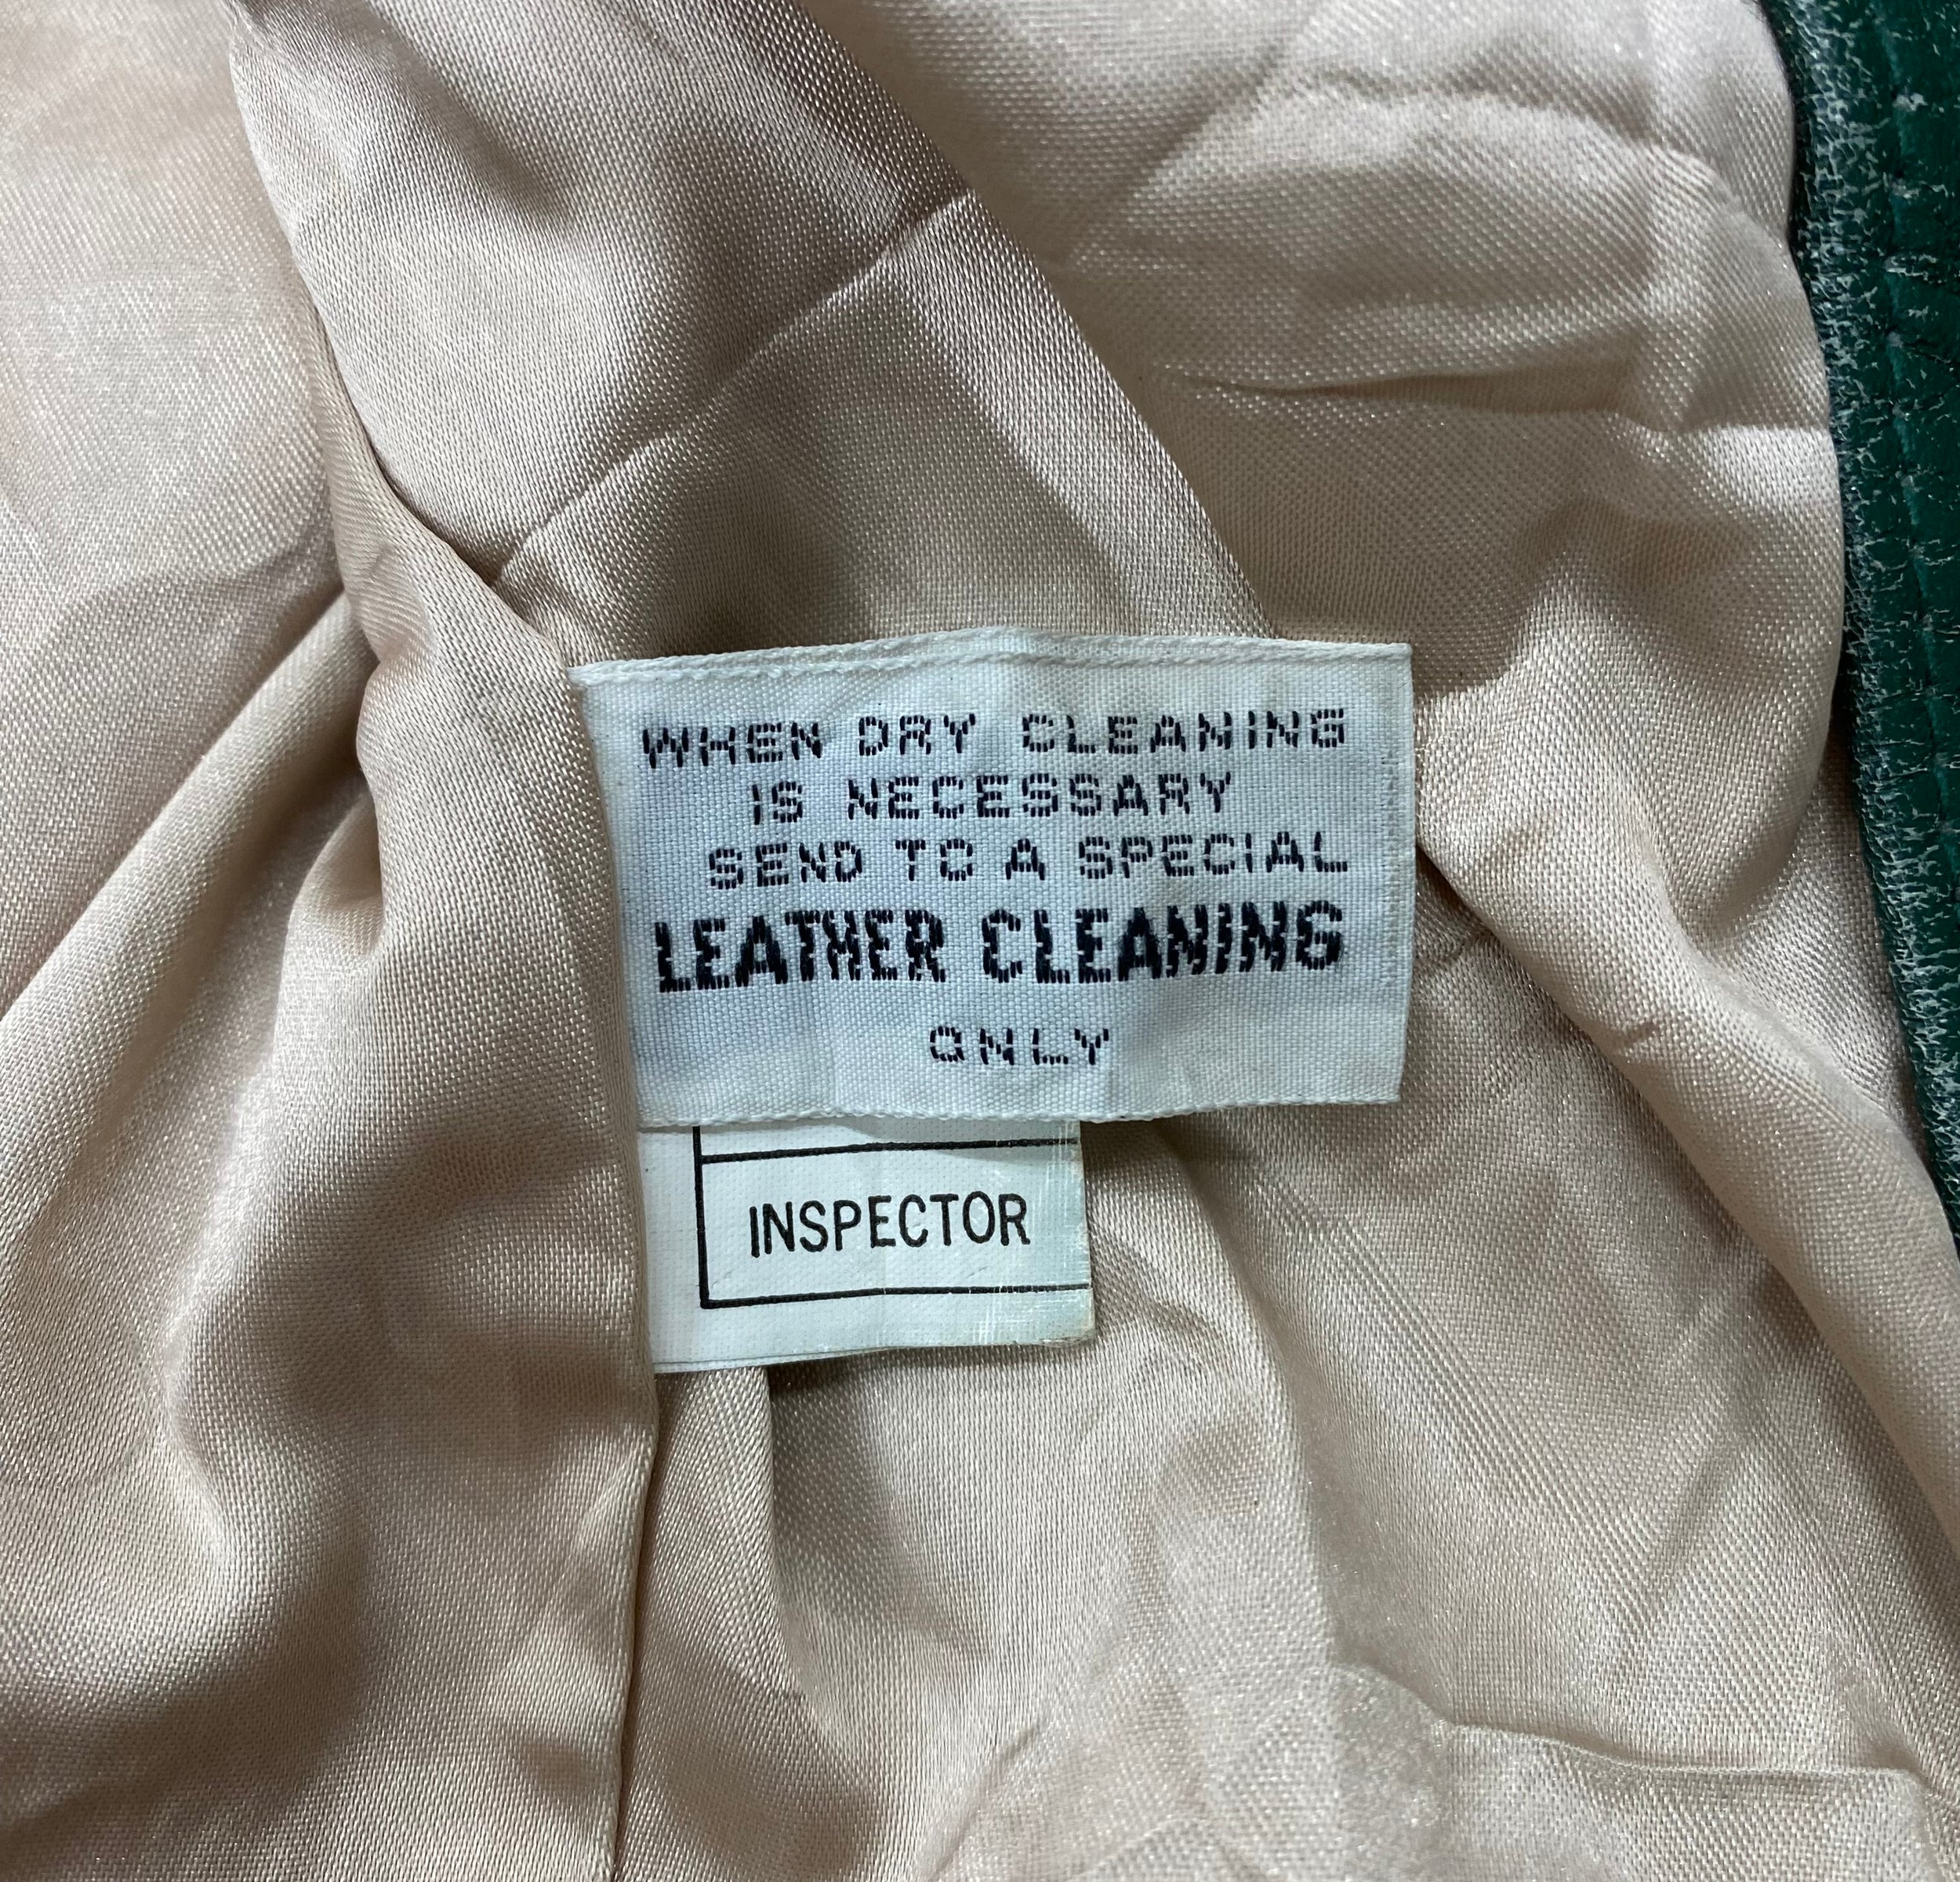 WHEN DRY CLEANING
IS NECESSARY
SEND TO A SPECIAL
LEATHER CLEANING
ONLY
INSPECTOR